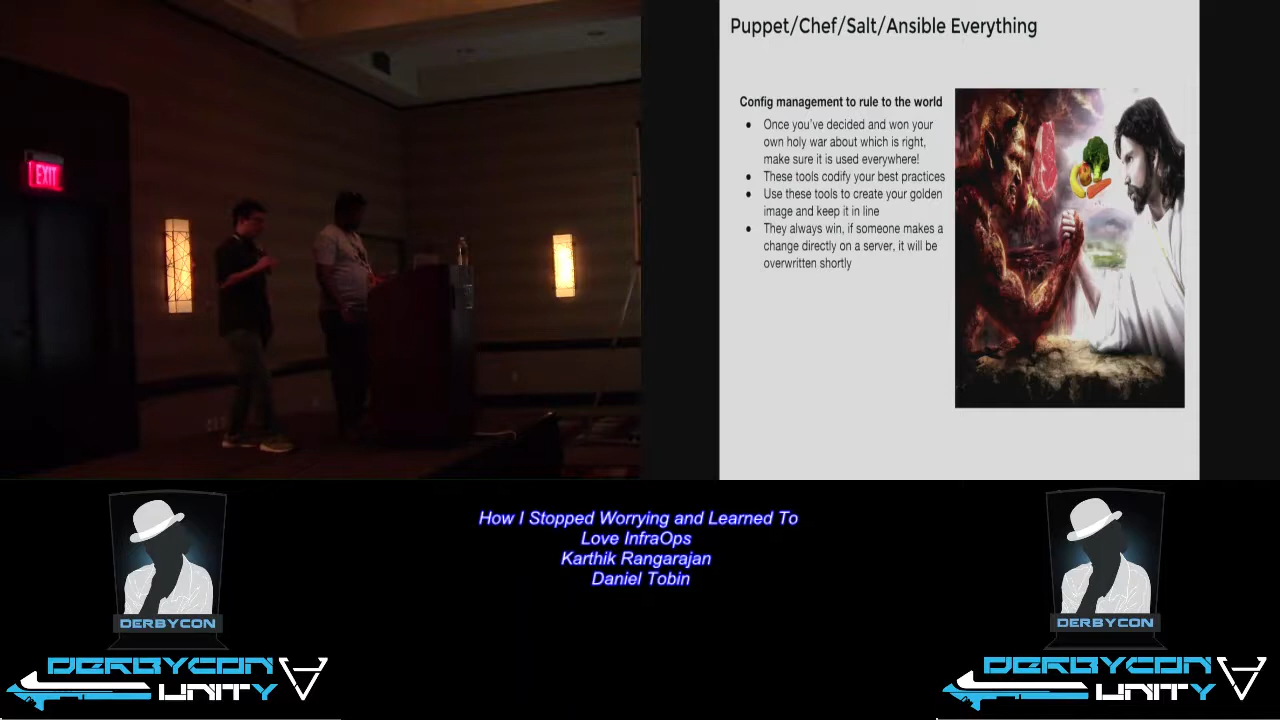 EXIT
Puppet/Chef/Salt/Ansible Everything
Config management to rule to the world
● Once you've decided and won your
own holy war about which is right,
make sure it is used everywhere!
● These tools codify your best practices
● Use these tools to create your golden
image and keep it in line
● They always win, if someone makes a
change directly on a server, it will be
overwritten shortly
How I Stopped Worrying and Learned To
Love InfraOps
Karthik Rangarajan
Daniel Tobin
DERBYCON
DERBYCON
UNITY
DERBYCON
DERBYCON
UNITY